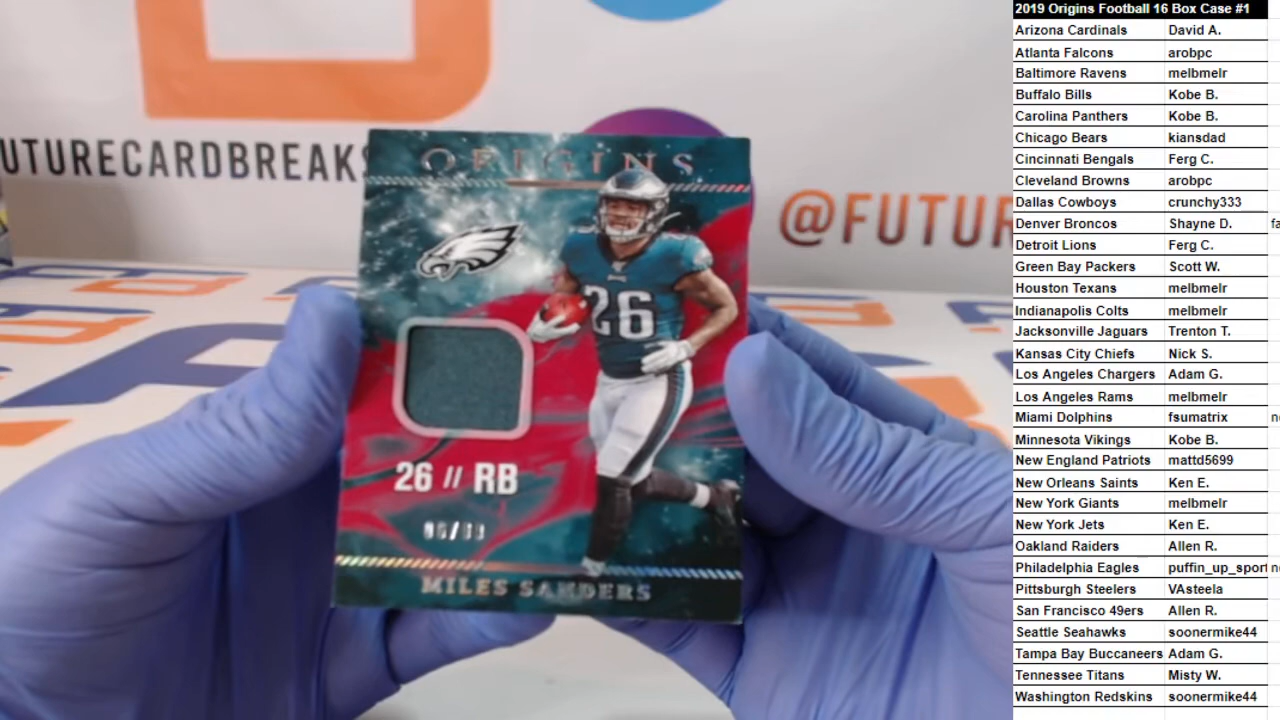 UTURECARDBREAKS
@FUTUR
ORIGINS
26
26 // RB
MILES SANDERS
2019 Origins Football 16 Box Case #1
Arizona Cardinals David A.
Atlanta Falcons arobpc
Baltimore Ravens melbmelr
Buffalo Bills Kobe B.
Carolina Panthers Kobe B.
Chicago Bears kiansdad
Cincinnati Bengals Ferg C.
Cleveland Browns arobpc
Dallas Cowboys crunchy333
Denver Broncos Shayne D. fa
Detroit Lions Ferg C.
Green Bay Packers Scott W.
Houston Texans melbmelr
Indianapolis Colts melbmelr
Jacksonville Jaguars Trenton T.
Kansas City Chiefs Nick S.
Los Angeles Chargers Adam G.
Los Angeles Rams melbmelr
Miami Dolphins fsumatrix n
Minnesota Vikings Kobe B.
New England Patriots mattd5699
New Orleans Saints Ken E.
New York Giants melbmelr
New York Jets Ken E.
Oakland Raiders Allen R.
Philadelphia Eagles puffin_up_sport n
Pittsburgh Steelers VAsteela
San Francisco 49ers Allen R.
Seattle Seahawks soonermike44
Tampa Bay Buccaneers Adam G.
Tennessee Titans Misty W.
Washington Redskins soonermike44